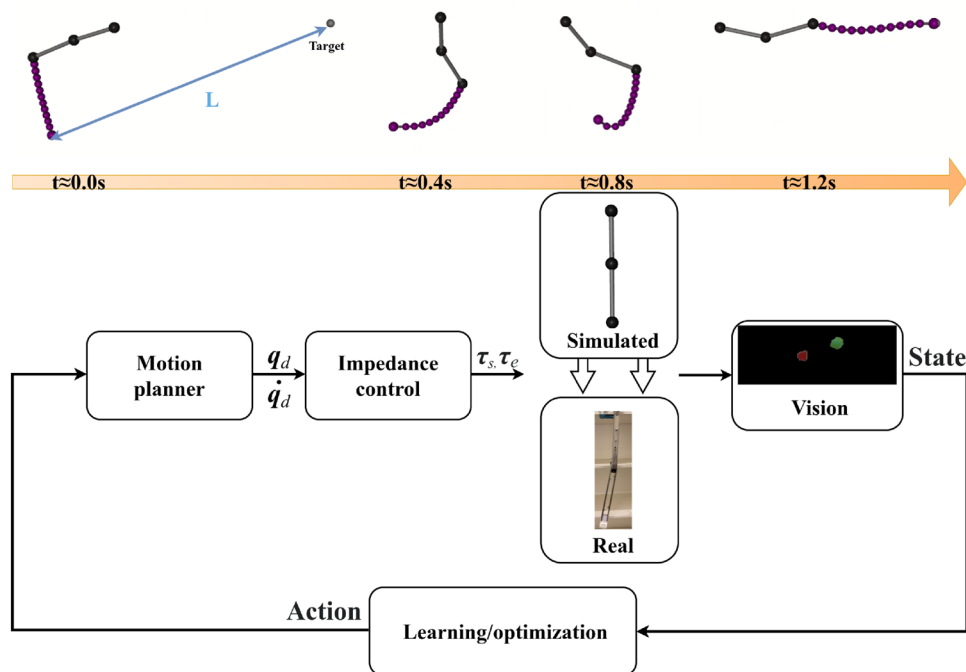 Target
L
t≈0.0s
t≈0.4s
t≈0.8s
t≈1.2s
Simulated
Motion
planner
q_d
q̇_d
Impedance
control
τ_s, τ_e
Real
Vision
State
Action
Learning/optimization